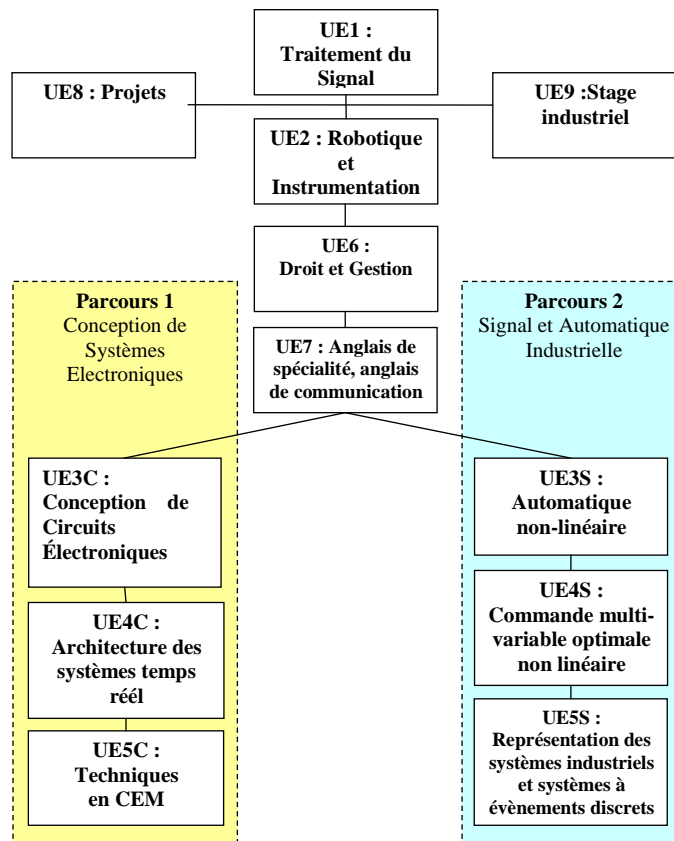 UE1 :
Traitement du
Signal
UE8 : Projets
UE9 :Stage
industriel
UE2 : Robotique
et
Instrumentation
UE6 :
Droit et Gestion
Parcours 1
Conception de
Systèmes
Electroniques
Parcours 2
Signal et Automatique
Industrielle
UE7 : Anglais de
spécialité, anglais
de communication
UE3C :
Conception de
Circuits
Électroniques
UE3S :
Automatique
non-linéaire
UE4C :
Architecture des
systèmes temps
réél
UE4S :
Commande multi-
variable optimale
non linéaire
UE5C :
Techniques
en CEM
UE5S :
Représentation des
systèmes industriels
et systèmes à
évènements discrets